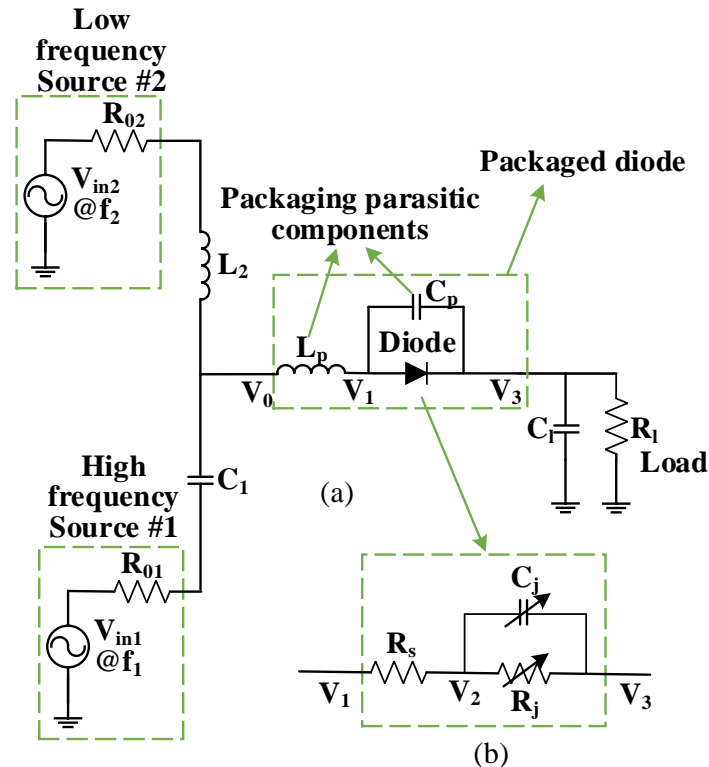 Low
frequency
Source #2
R02
Vin2
@f2
L2
Packaged diode
Packaging parasitic
components
Cp
Diode
Lp
V0
V1
V3
Cl
Rl
Load
High
frequency
Source #1
C1
(a)
R01
Vin1
@f1
Cj
Rs
V1
V2
Rj
V3
(b)